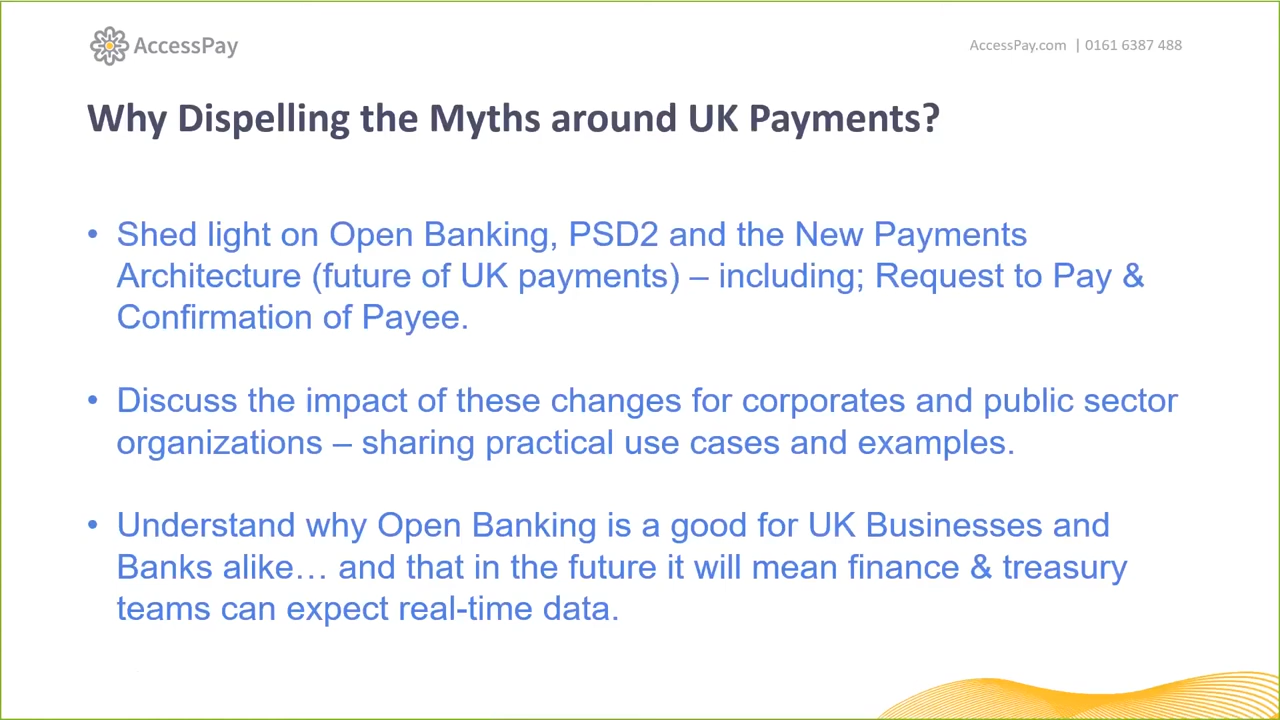 AccessPay
AccessPay.com | 0161 6387 488
Why Dispelling the Myths around UK Payments?
• Shed light on Open Banking, PSD2 and the New Payments
Architecture (future of UK payments) – including; Request to Pay &
Confirmation of Payee.
• Discuss the impact of these changes for corporates and public sector
organizations – sharing practical use cases and examples.
• Understand why Open Banking is a good for UK Businesses and
Banks alike… and that in the future it will mean finance & treasury
teams can expect real-time data.